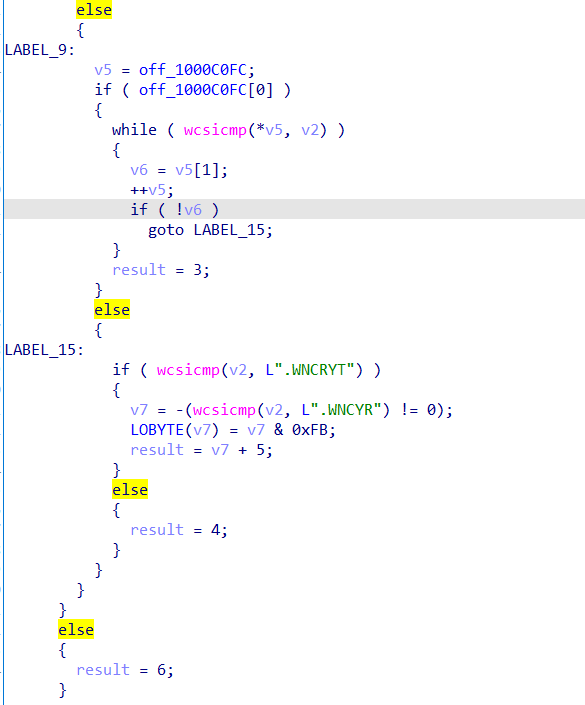 else
{
LABEL_9:
v5 = off_1000C0FC;
if ( off_1000C0FC[0] )
{
while ( wcsicmp(*v5, v2) )
{
v6 = v5[1];
++v5;
if ( !v6 )
goto LABEL_15;
}
result = 3;
}
else
{
LABEL_15:
if ( wcsicmp(v2, L".WNCRYT") )
{
v7 = -(wcsicmp(v2, L".WNCYR") != 0);
LOBYTE(v7) = v7 & 0xFB;
result = v7 + 5;
}
else
{
result = 4;
}
}
}
}
else
{
result = 6;
}